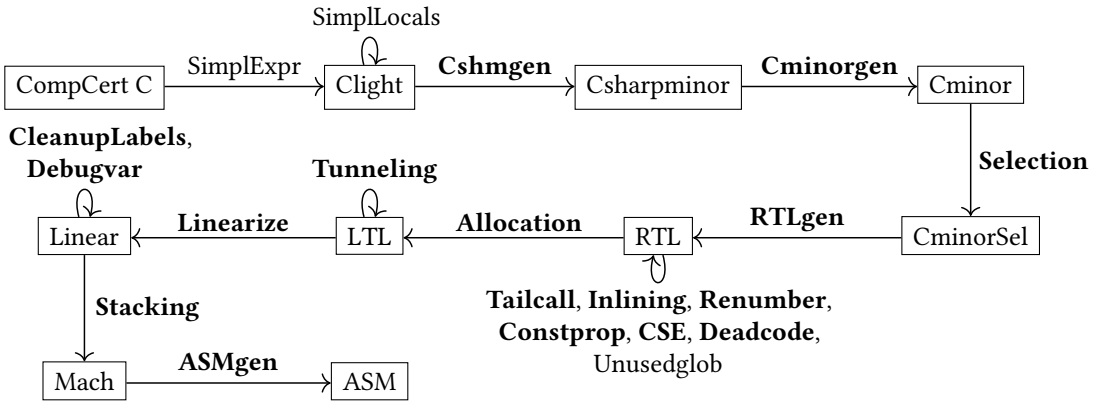 SimplLocals
CompCert C
SimplExpr
Clight
Cshmgen
Csharpminor
Cminorgen
Cminor
CleanupLabels,
Debugvar
Tunneling
Selection
Linear
Linearize
LTL
Allocation
RTL
RTLgen
CminorSel
Stacking
Tailcall, Inlining, Renumber,
Constprop, CSE, Deadcode,
Unusedglob
Mach
ASMgen
ASM